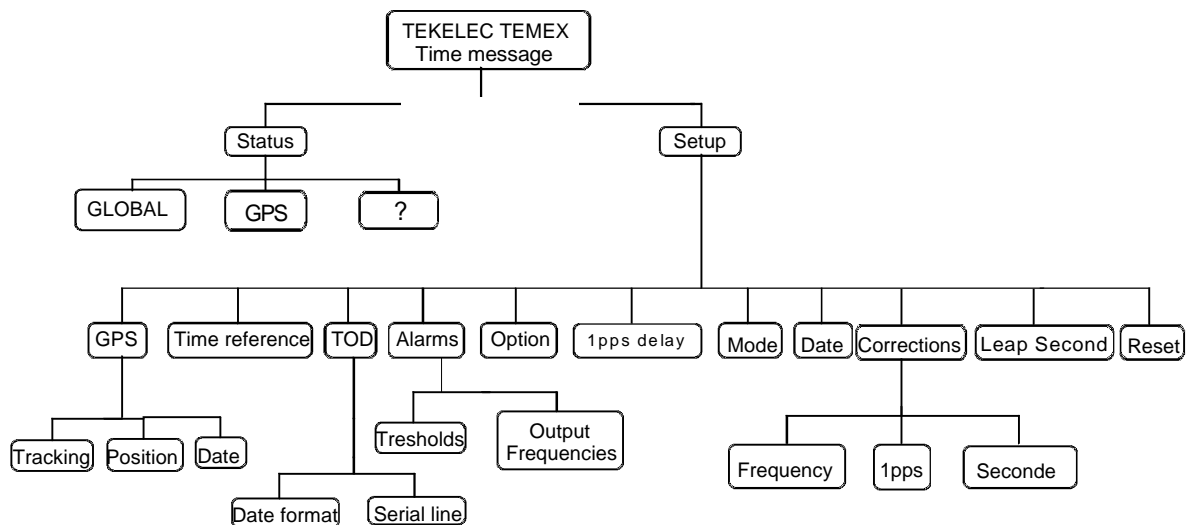 TEKELEC TEMEX
Time message
Status
Setup
GLOBAL
GPS
?
GPS
Time reference
TOD
Alarms
Option
1pps delay
Mode
Date
Corrections
Leap Second
Reset
Tracking
Position
Date
Tresholds
Output
Frequencies
Frequency
1pps
Seconde
Date format
Serial line